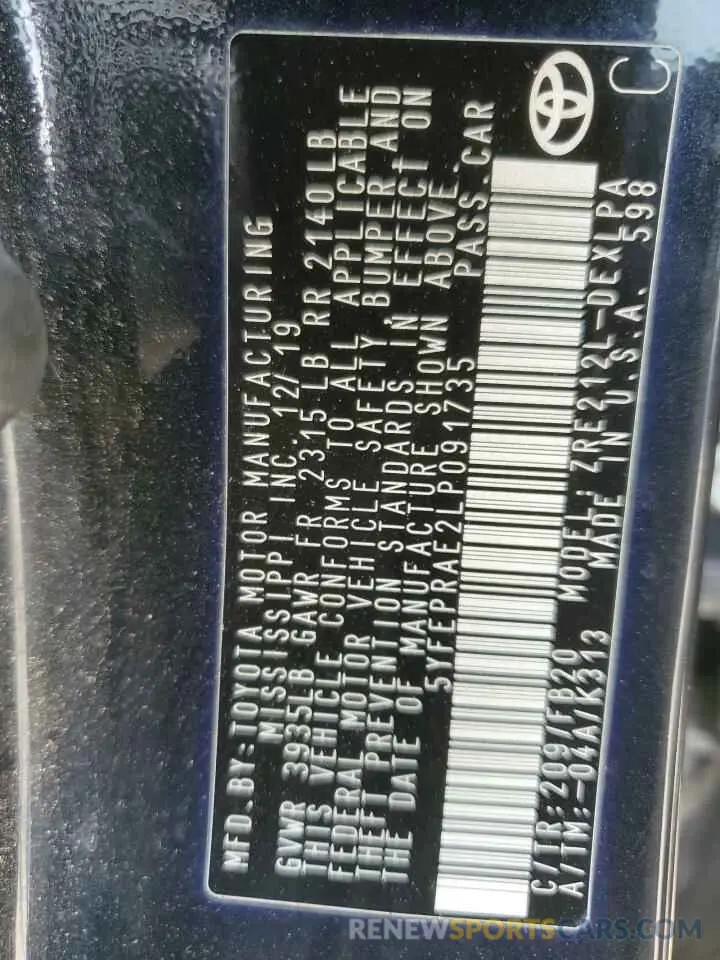 MFD.BY:TOYOTA MOTOR MANUFACTURING
MISSISSIPPI INC. 12/19
GVWR 3935LB GAWR FR 2315 LB RR 2140LB
THIS VEHICLE CONFORMS TO ALL APPLICABLE
FEDERAL MOTOR VEHICLE SAFETY, BUMPER AND
THEFT PREVENTION STANDARDS IN EFFECT ON
THE DATE OF MANUFACTURE SHOWN ABOVE.
5YFEPRAE2LP091735 PASS.CAR
C/TR:209/FB20 MODEL:ZRE212L-DEXLPA
A/TM:-04A/K313 MADE IN U.S.A. 598
C
RENEWSPORTSCARS.COM